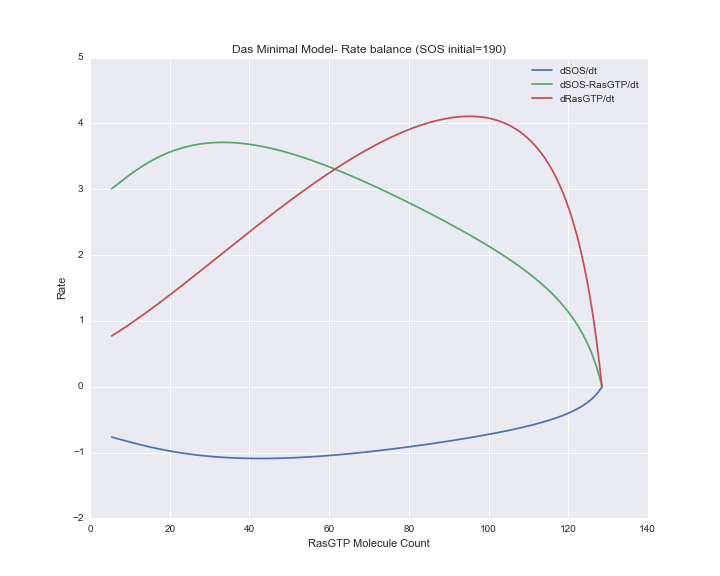 Das Minimal Model- Rate balance (SOS initial=190)
dSOS/dt
dSOS-RasGTP/dt
dRasGTP/dt
5
4
3
2
1
0
−1
−2
Rate
0 20 40 60 80 100 120 140
RasGTP Molecule Count